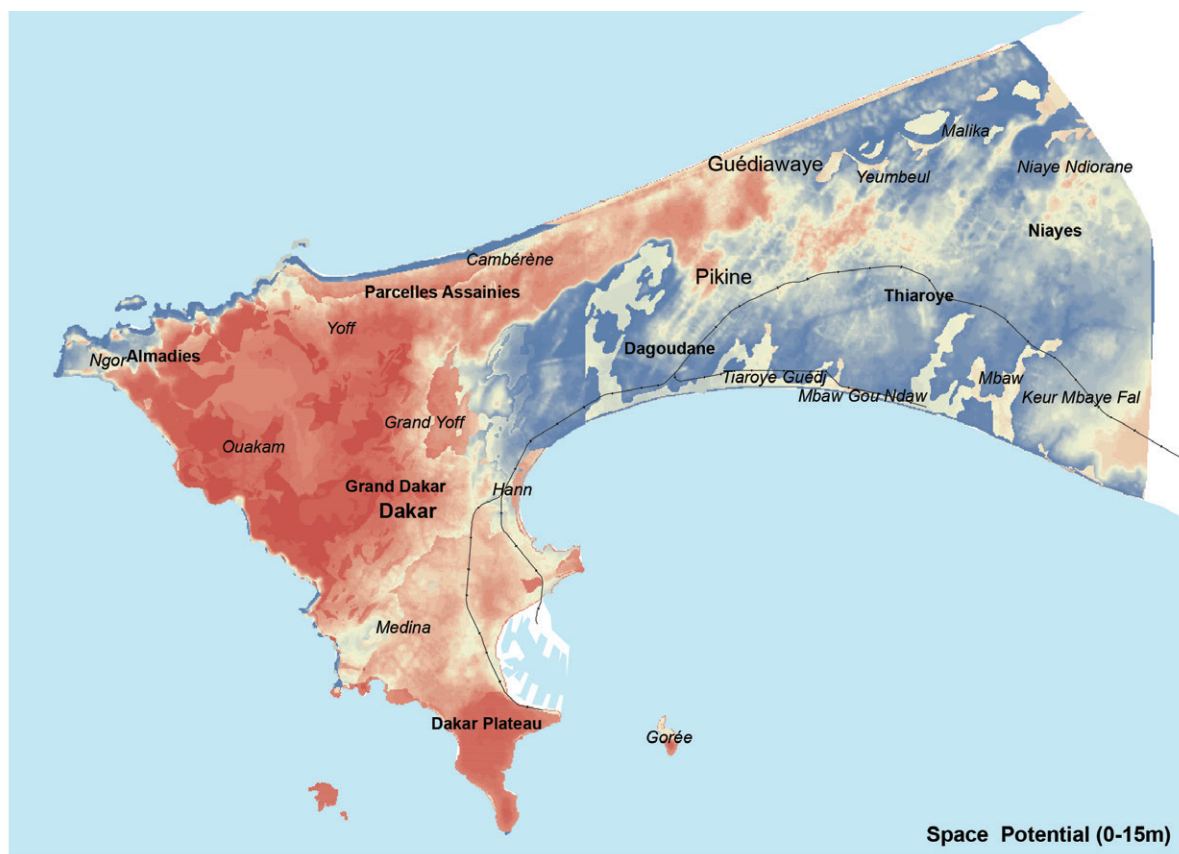 Malika
Guédiawaye
Niaye Ndiorane
Yeumbeul
Niayes
Cambérène
Pikine
Parcelles Assainies
Thiaroye
Yoff
Dagoudane
Ngor
Almadies
Tiaroye Guédj
Mbaw
Mbaw Gou Ndaw
Keur Mbaye Fal
Grand Yoff
Ouakam
Grand Dakar
Hann
Dakar
Medina
Dakar Plateau
Gorée
Space Potential (0-15m)